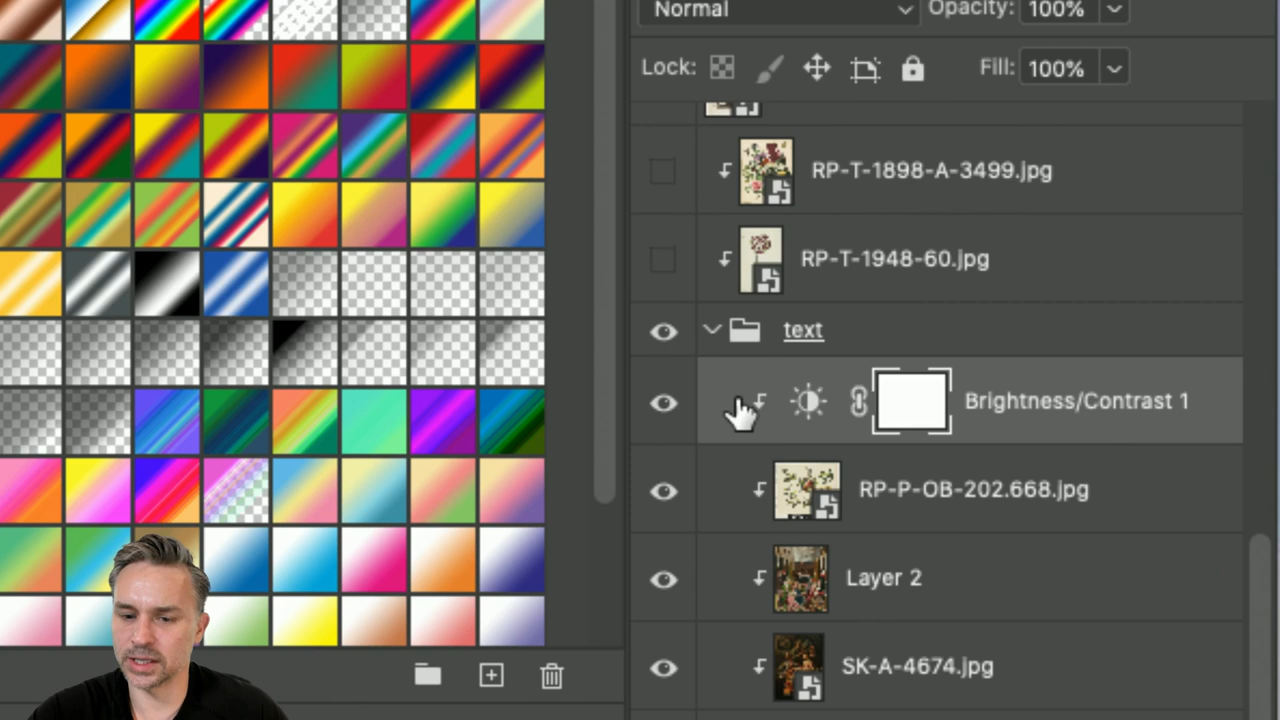 Normal
Opacity: 100%
Lock:
Fill: 100%
RP-T-1898-A-3499.jpg
RP-T-1948-60.jpg
text
Brightness/Contrast 1
RP-P-OB-202.668.jpg
Layer 2
SK-A-4674.jpg